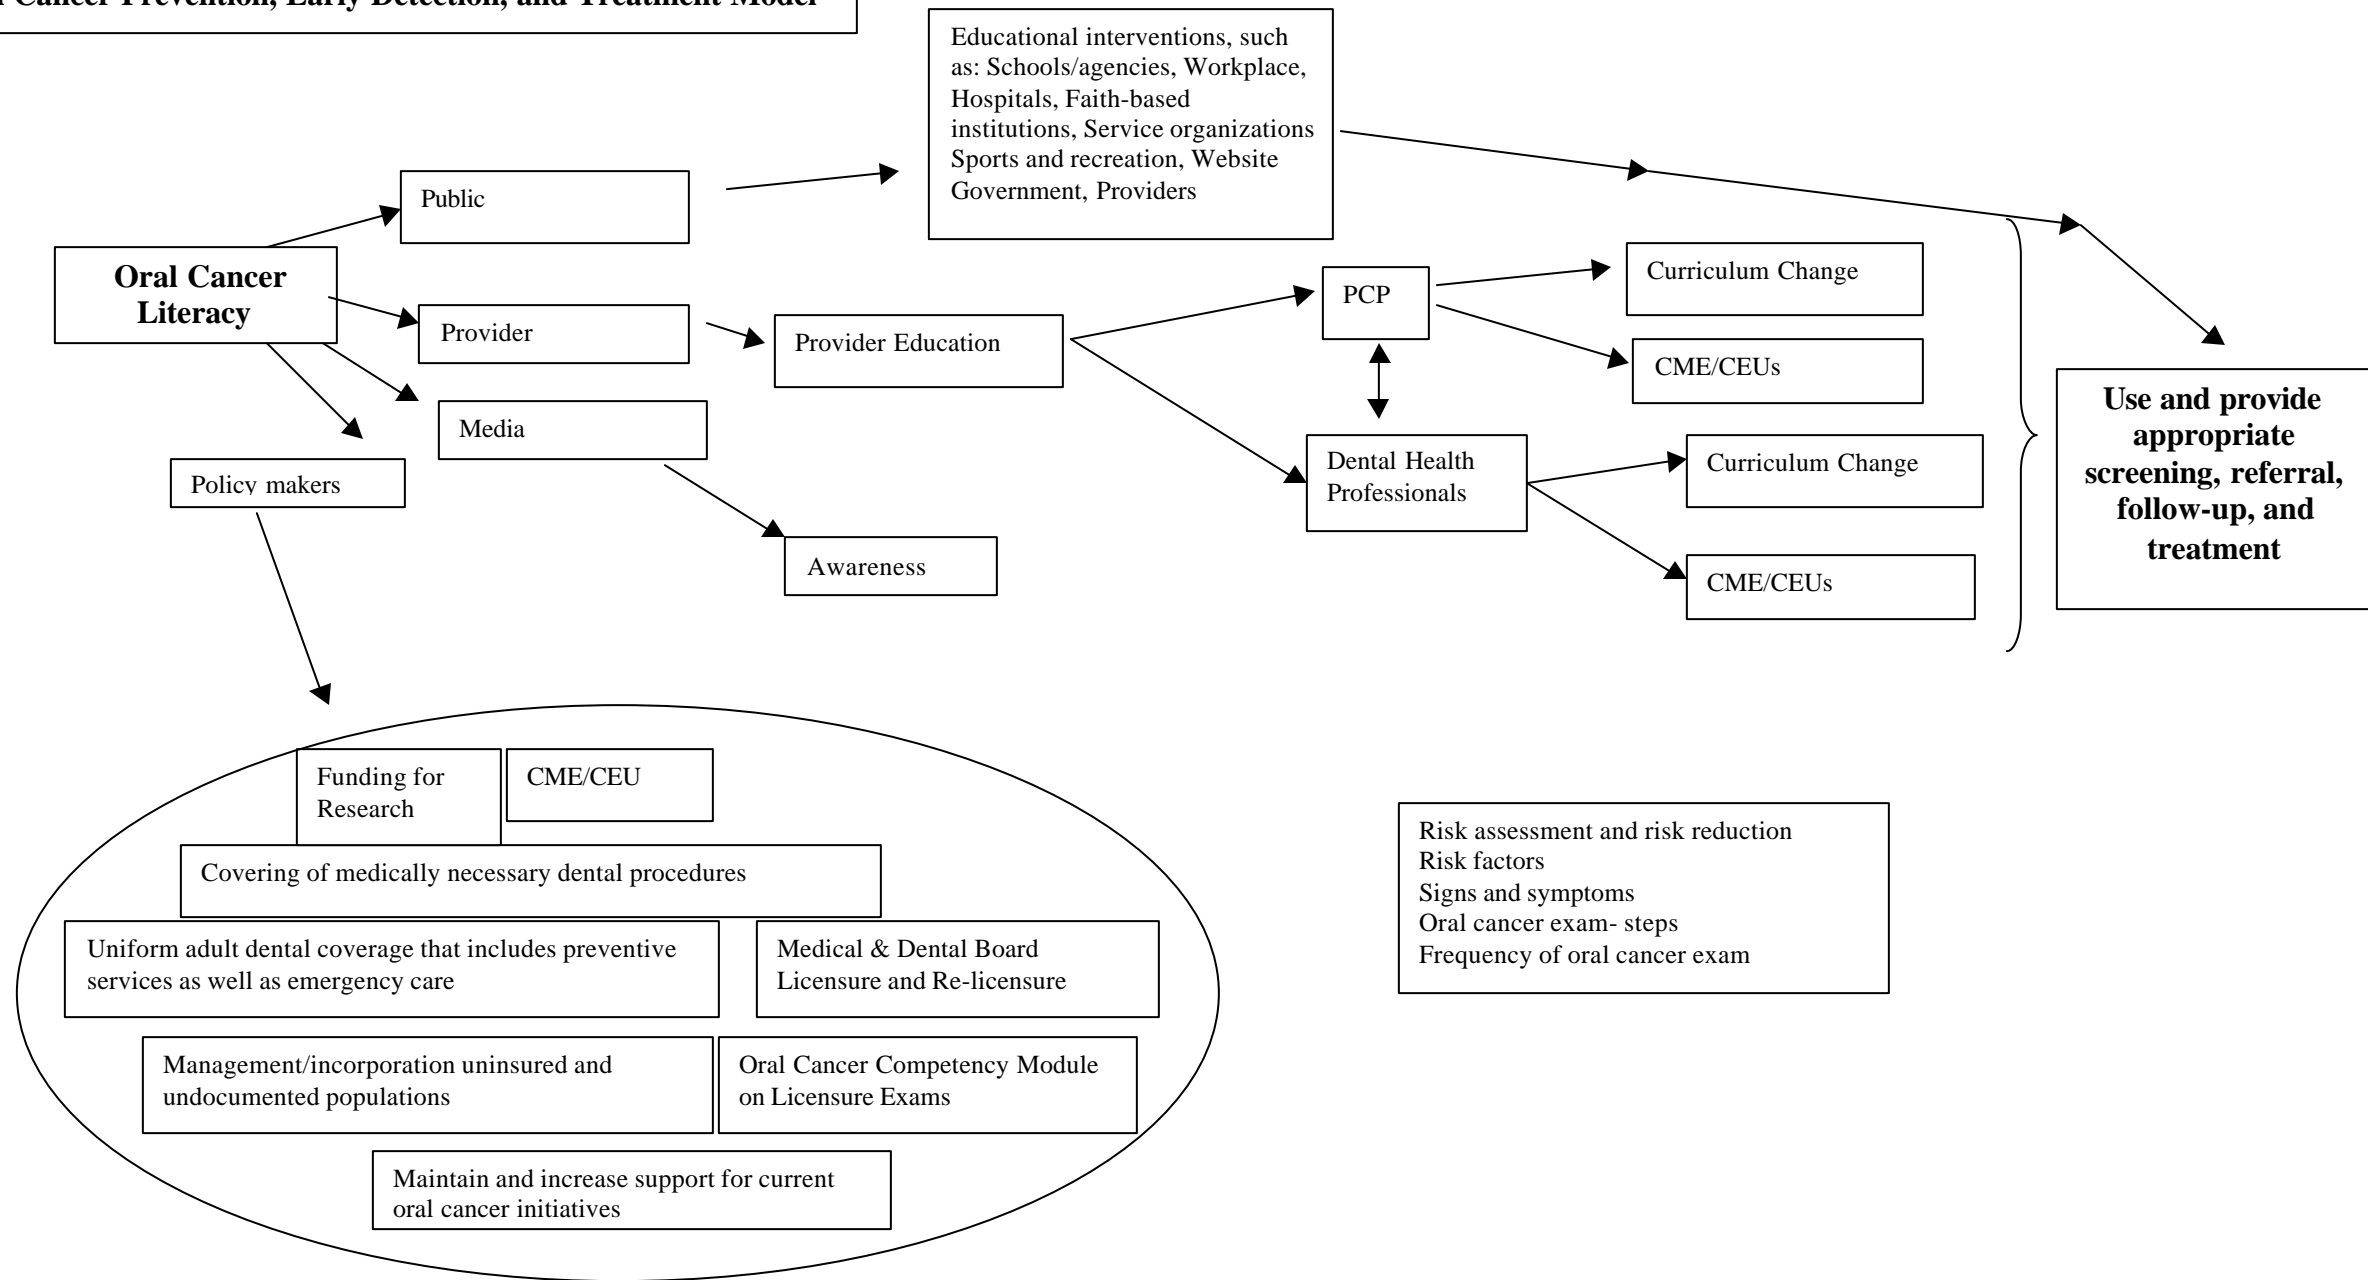 Cancer Prevention, Early Detection, and Treatment Model
Educational interventions, such
as: Schools/agencies, Workplace,
Hospitals, Faith-based
institutions, Service organizations
Sports and recreation, Website
Government, Providers
Public
Oral Cancer
Literacy
Provider
Provider Education
PCP
Curriculum Change
CME/CEUs
Media
Policy makers
Awareness
Dental Health
Professionals
Curriculum Change
CME/CEUs
Use and provide
appropriate
screening, referral,
follow-up, and
treatment
Funding for
Research
CME/CEU
Covering of medically necessary dental procedures
Uniform adult dental coverage that includes preventive
services as well as emergency care
Medical & Dental Board
Licensure and Re-licensure
Management/incorporation uninsured and
undocumented populations
Oral Cancer Competency Module
on Licensure Exams
Maintain and increase support for current
oral cancer initiatives
Risk assessment and risk reduction
Risk factors
Signs and symptoms
Oral cancer exam- steps
Frequency of oral cancer exam